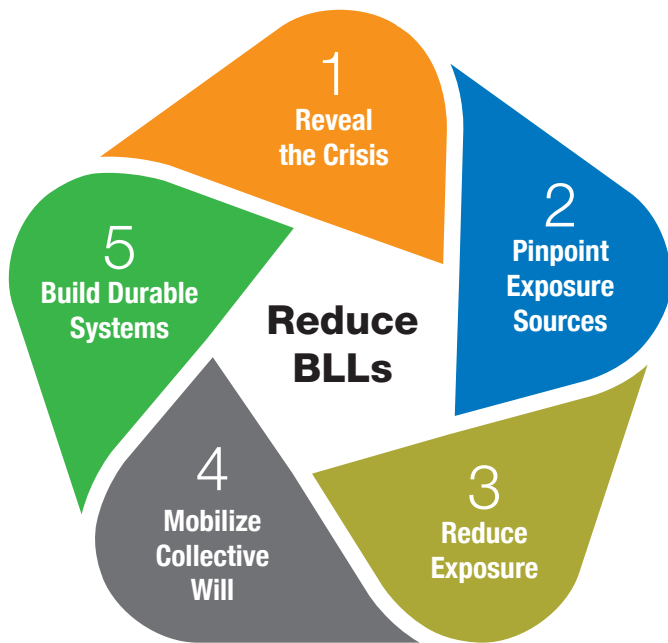 1
Reveal
the Crisis
2
Pinpoint
Exposure
Sources
3
Reduce
Exposure
4
Mobilize
Collective
Will
5
Build Durable
Systems
Reduce
BLLs